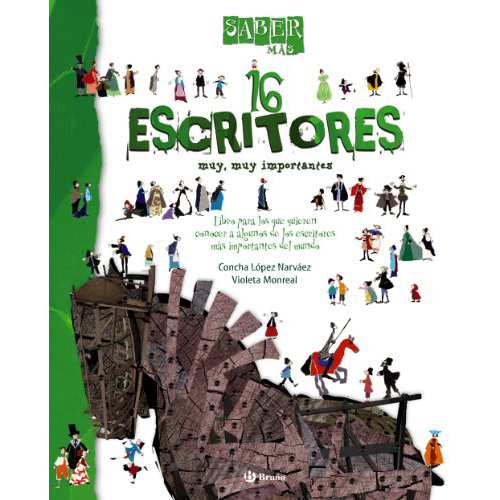 SABER
MÁS
16
ESCRITORES
muy, muy importantes
Libro para los que quieren
conocer a algunos de los escritores
más importantes del mundo
Concha López Narváez
Violeta Monreal
Bruño